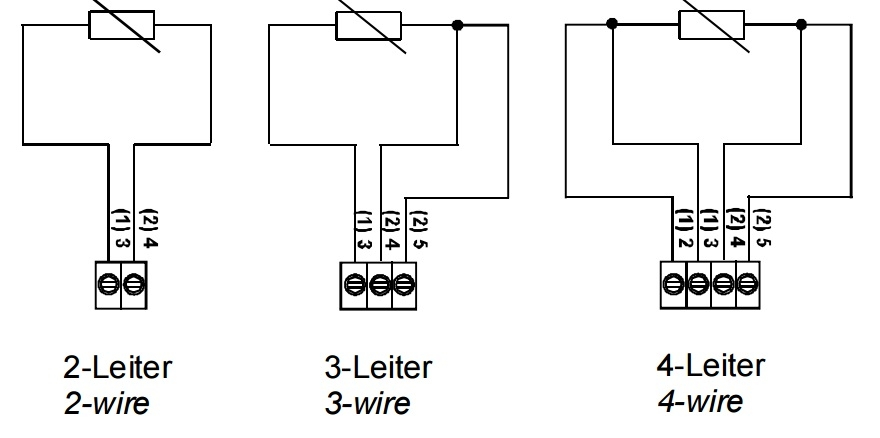 (1) 3
(2) 4
(1) 3
(2) 4
(2) 5
(1) 2
(1) 3
(2) 4
(2) 5
2-Leiter
2-wire
3-Leiter
3-wire
4-Leiter
4-wire